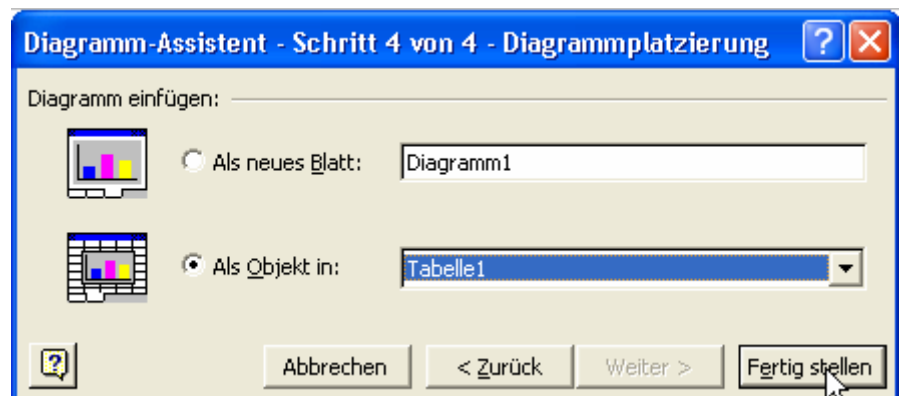 Diagramm-Assistent - Schritt 4 von 4 - Diagrammplatzierung
Diagramm einfügen:
Als neues Blatt: Diagramm1
Als Objekt in: Tabelle1
Abbrechen < Zurück Weiter > Fertig stellen